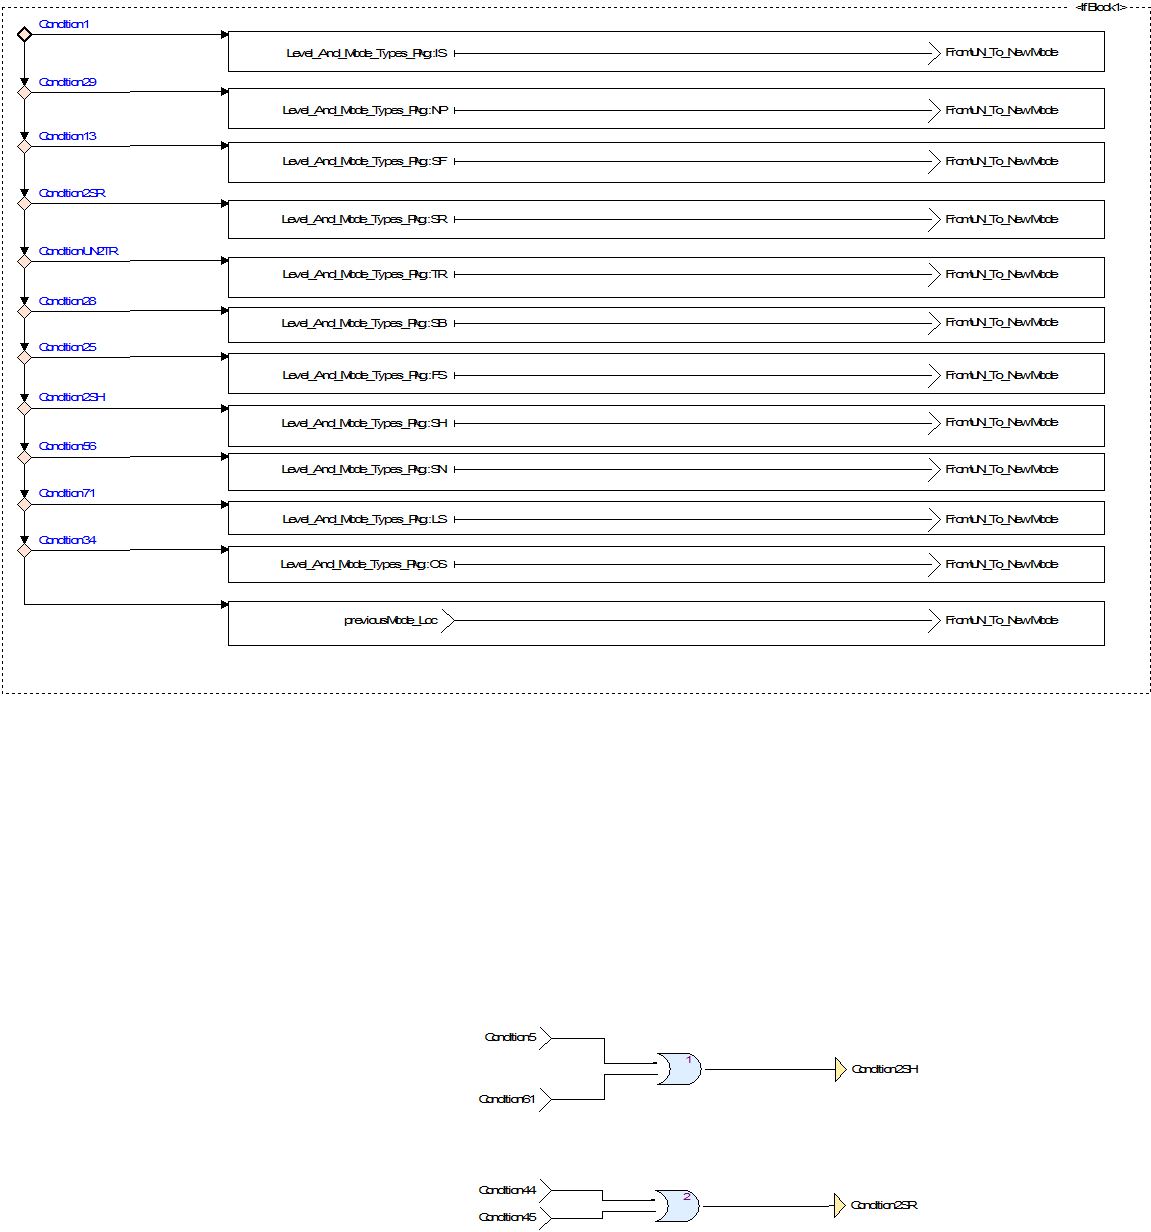 <IfBlock1>
Condition1
Level_And_Mode_Types_Pkg::IS FromUN_To_NewMode
Condition29
Level_And_Mode_Types_Pkg::NP FromUN_To_NewMode
Condition13
Level_And_Mode_Types_Pkg::SF FromUN_To_NewMode
Condition2SR
Level_And_Mode_Types_Pkg::SR FromUN_To_NewMode
ConditionUN2TR
Level_And_Mode_Types_Pkg::TR FromUN_To_NewMode
Condition28
Level_And_Mode_Types_Pkg::SB FromUN_To_NewMode
Condition25
Level_And_Mode_Types_Pkg::FS FromUN_To_NewMode
Condition2SH
Level_And_Mode_Types_Pkg::SH FromUN_To_NewMode
Condition56
Level_And_Mode_Types_Pkg::SN FromUN_To_NewMode
Condition71
Level_And_Mode_Types_Pkg::LS FromUN_To_NewMode
Condition34
Level_And_Mode_Types_Pkg::OS FromUN_To_NewMode
previousMode_Loc FromUN_To_NewMode
Condition5
1
Condition2SH
Condition61
Condition44
2
Condition2SR
Condition45